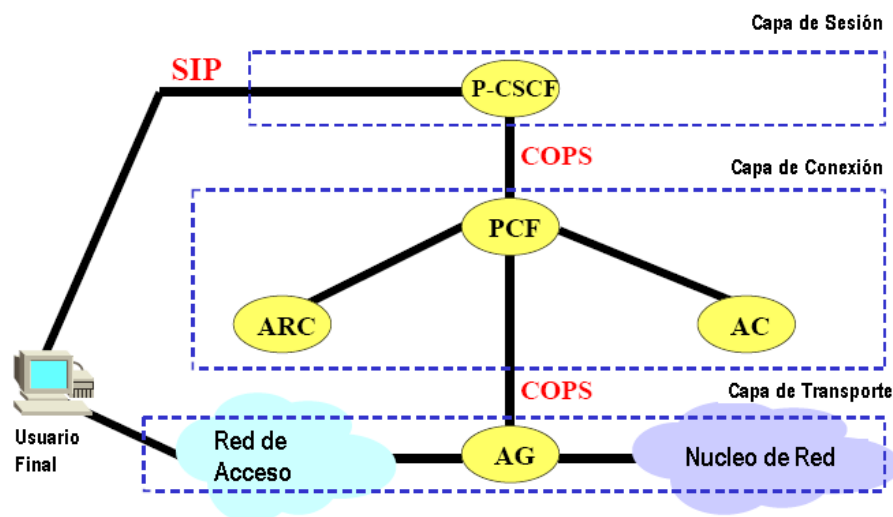 Capa de Sesión
SIP
P-CSCF
COPS
Capa de Conexión
PCF
ARC
AC
COPS
Capa de Transporte
Usuario
Final
Red de
Acceso
AG
Nucleo de Red